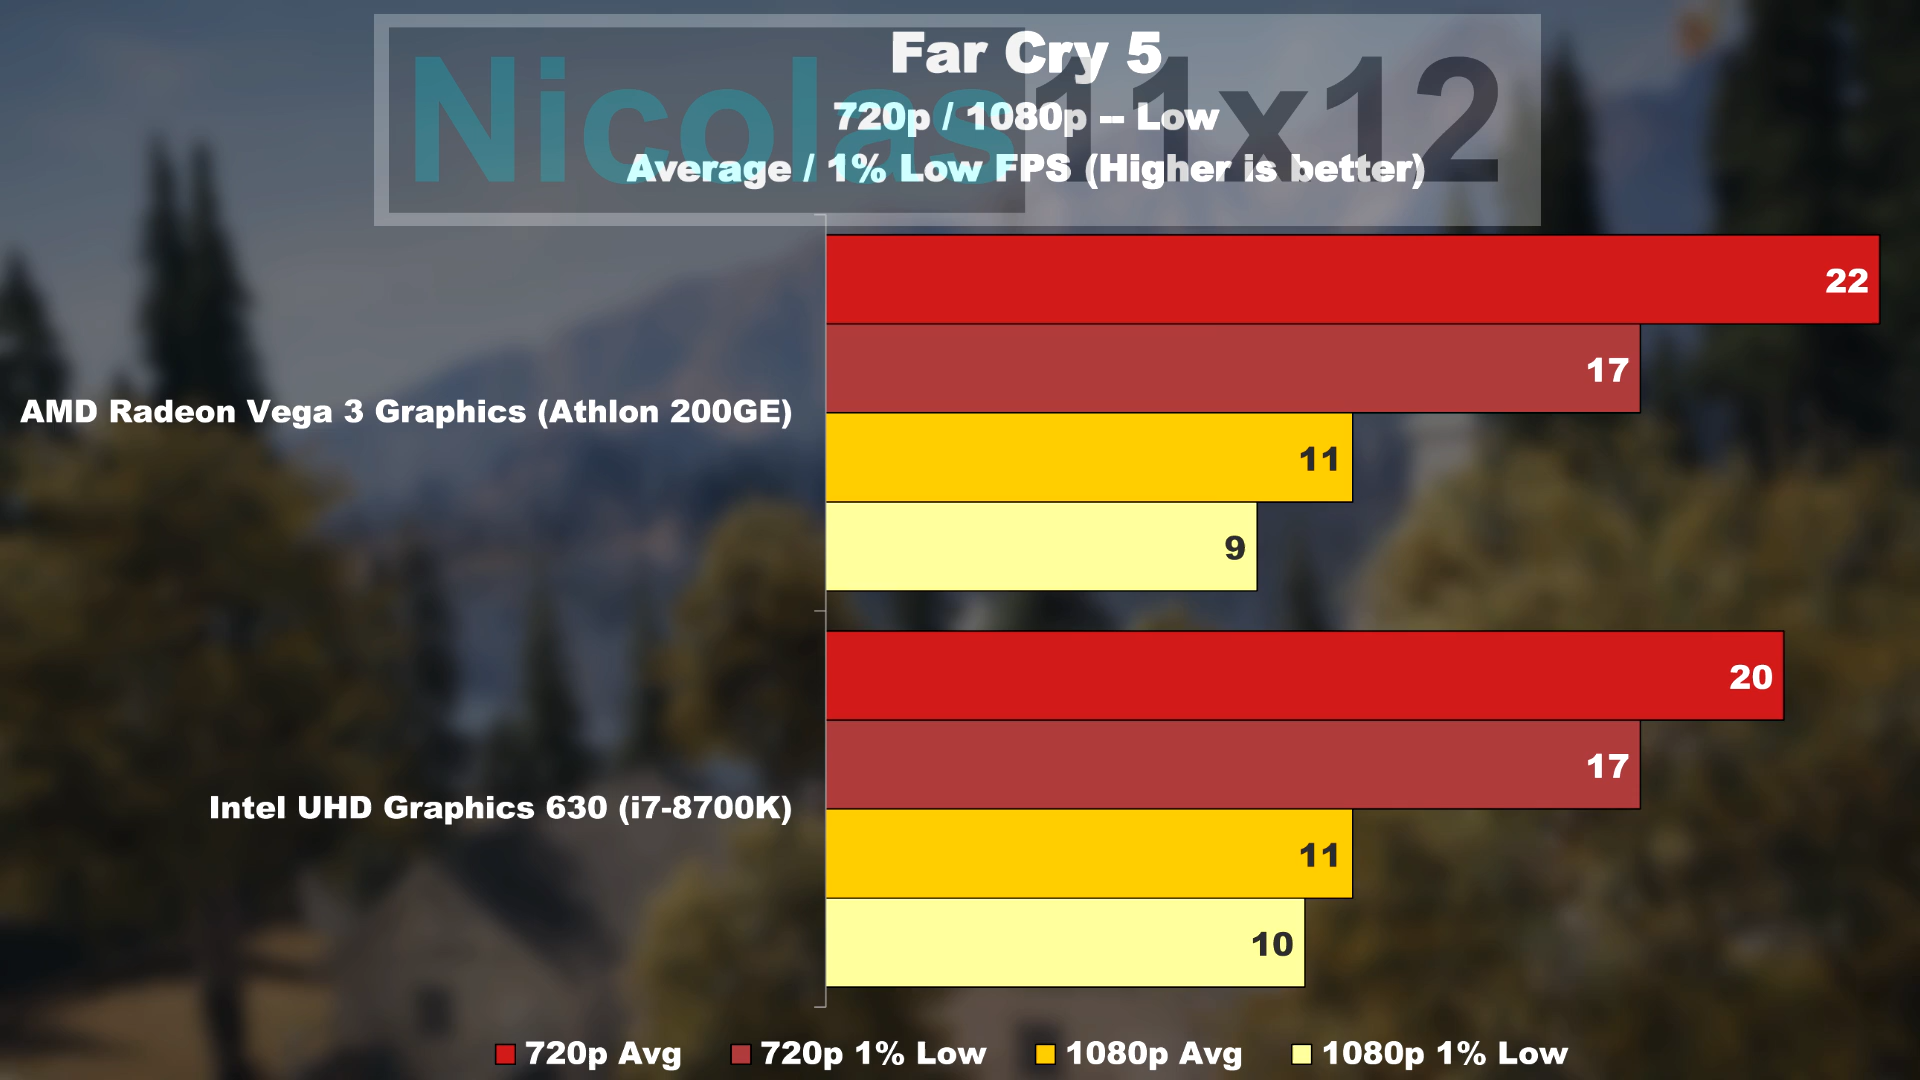 Nicolas11x12
Far Cry 5
720p / 1080p -- Low
Average / 1% Low FPS (Higher is better)
22
17
AMD Radeon Vega 3 Graphics (Athlon 200GE)
11
9
20
17
Intel UHD Graphics 630 (i7-8700K)
11
10
720p Avg 720p 1% Low 1080p Avg 1080p 1% Low